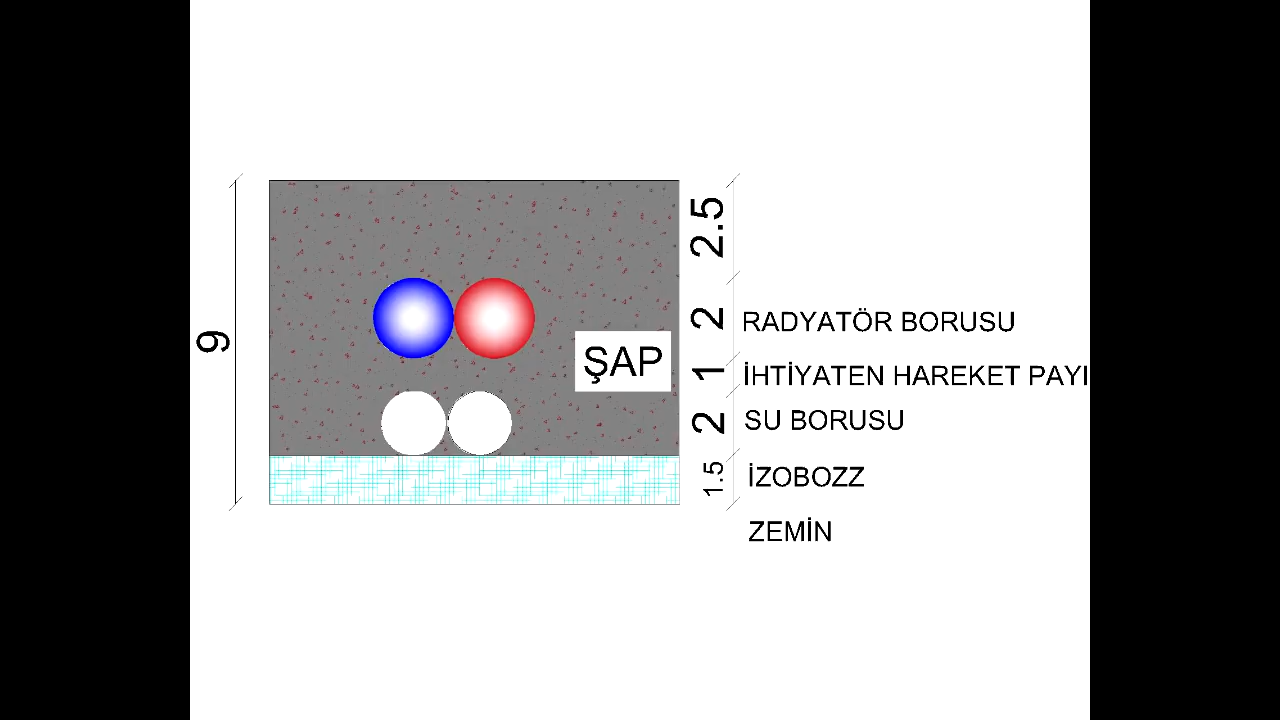 9
2.5
2 RADYATÖR BORUSU
1 İHTİYATEN HAREKET PAYI
ŞAP
2 SU BORUSU
1.5 İZOBOZZ
ZEMİN